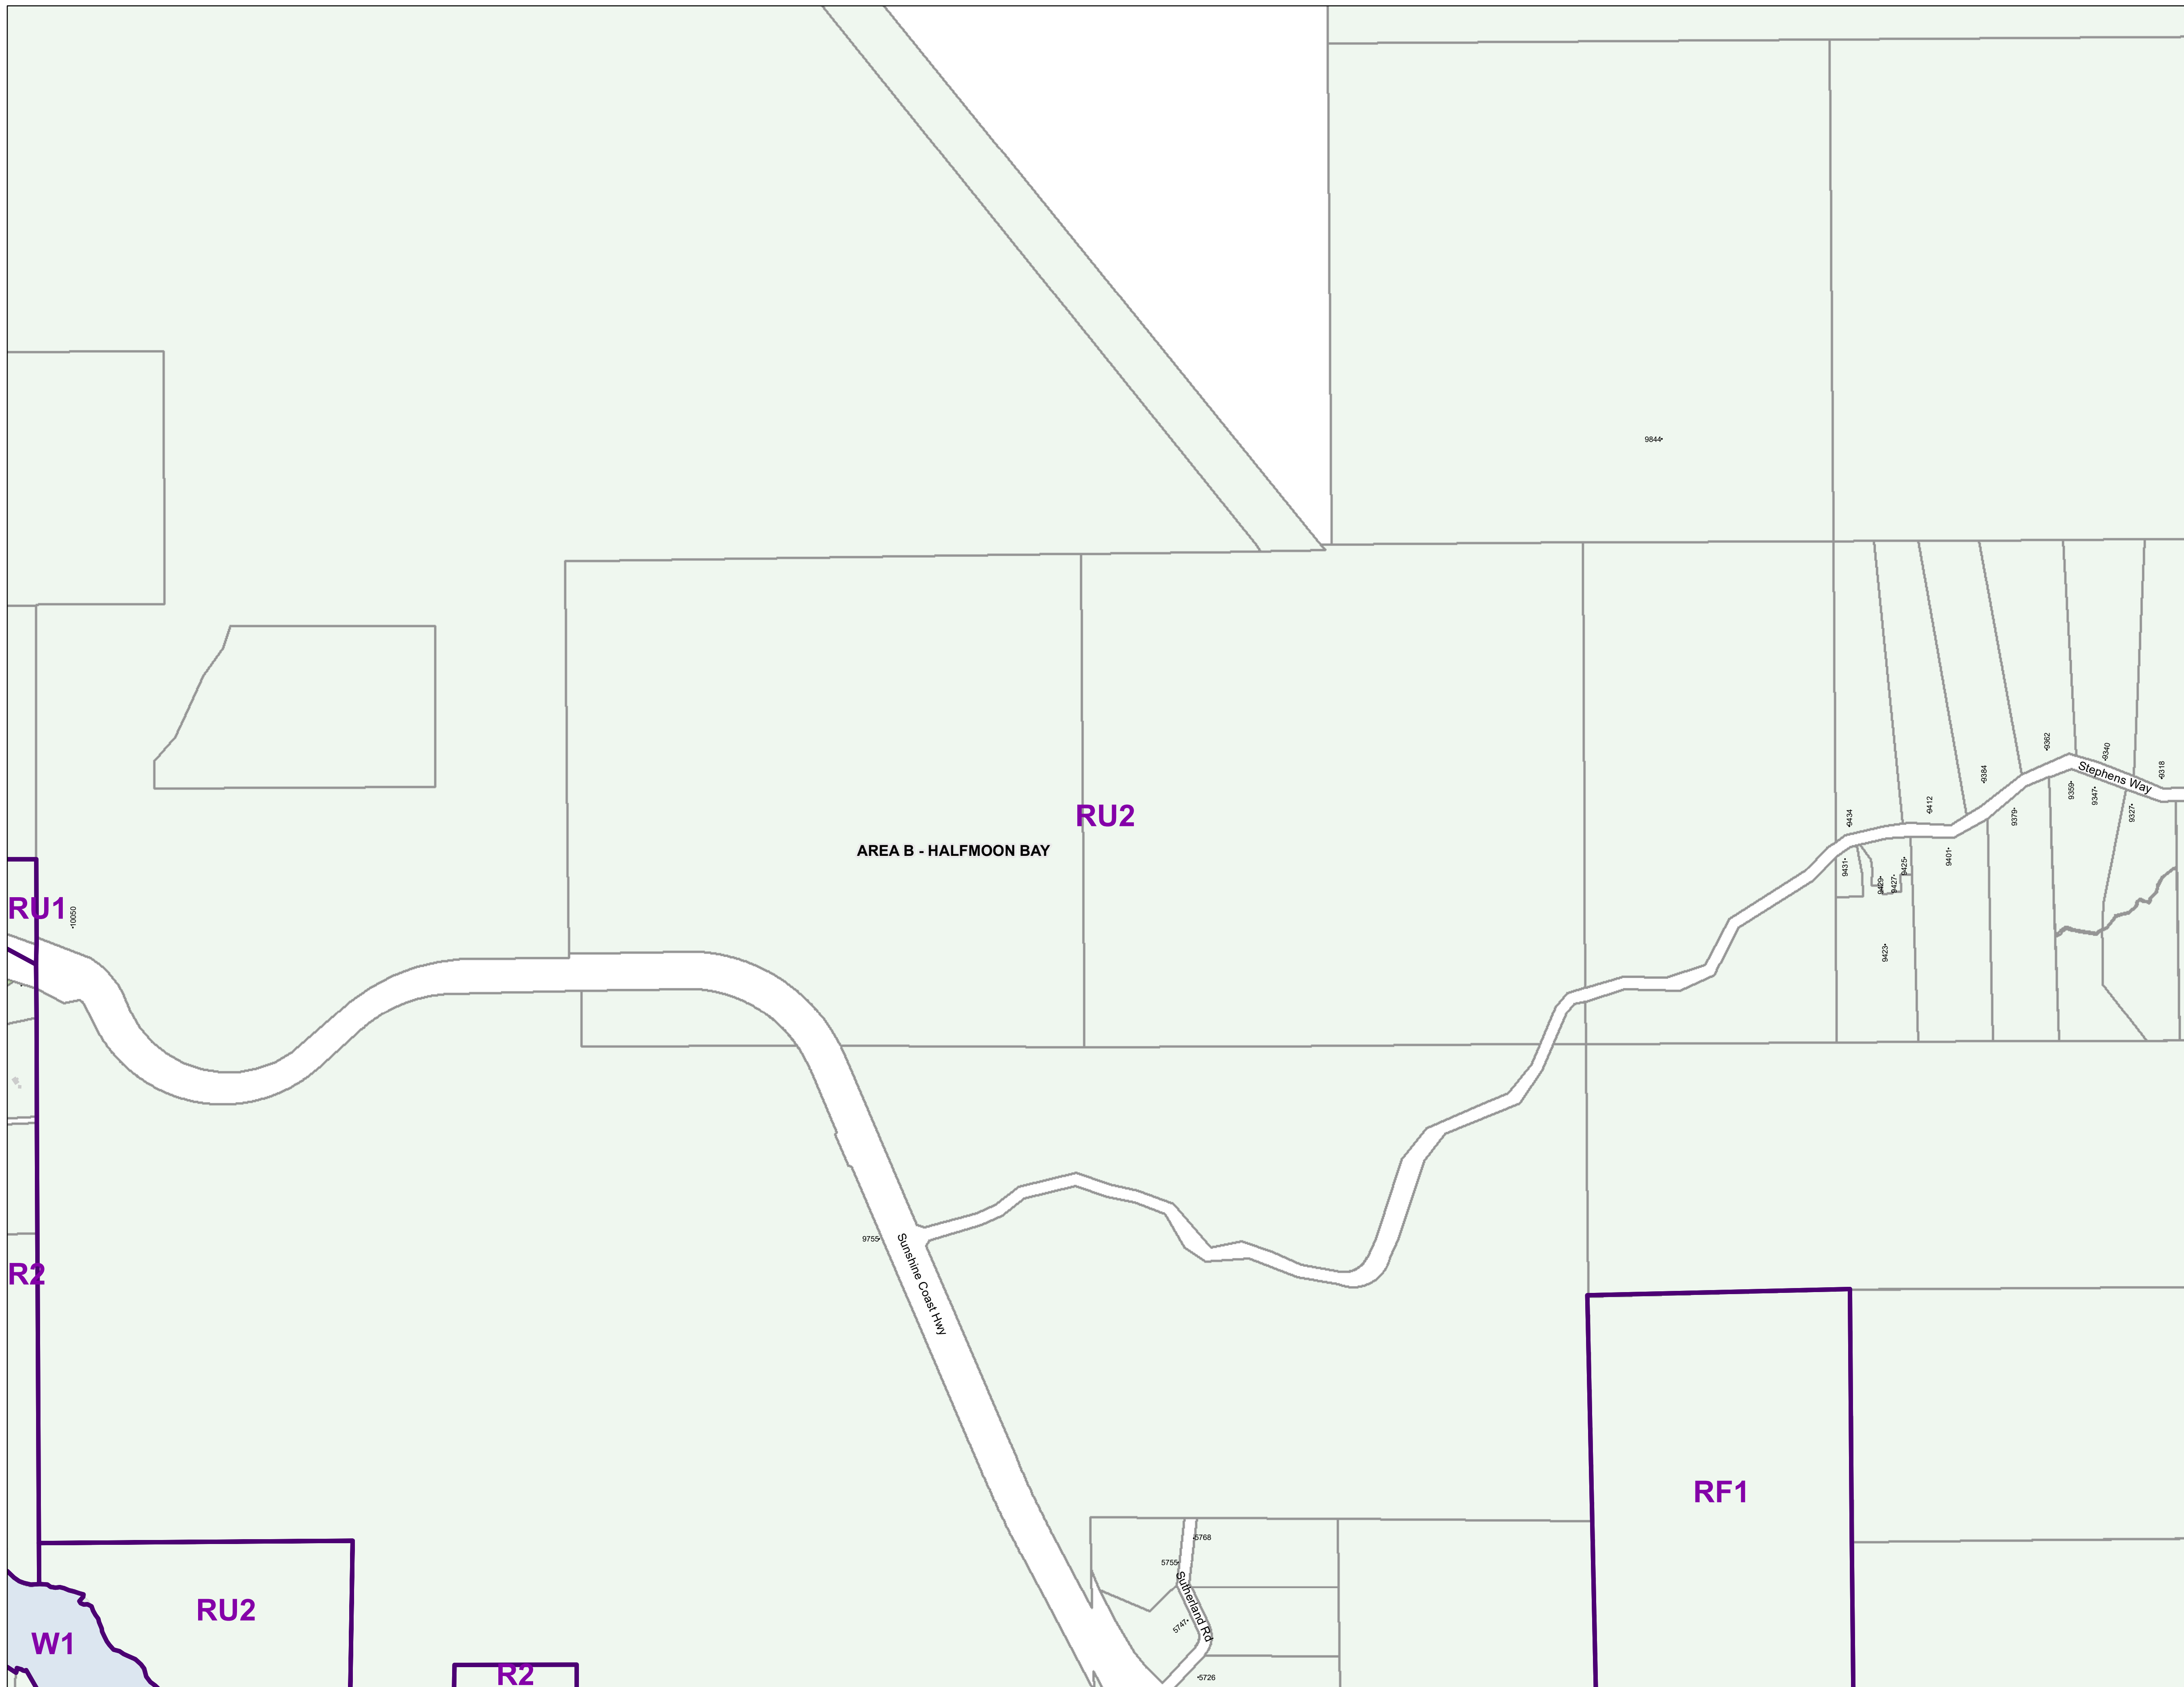 9844
9362
9340
9318
9384
Stephens Way
9359
9347
9327
9412
9379
RU2
9434
AREA B - HALFMOON BAY
9401
9431
9425
9429
9427
RU1
10050
9423
9755
Sunshine Coast Hwy
R2
RF1
5768
5755
Sutherland Rd
RU2
5747
W1
R2
5726